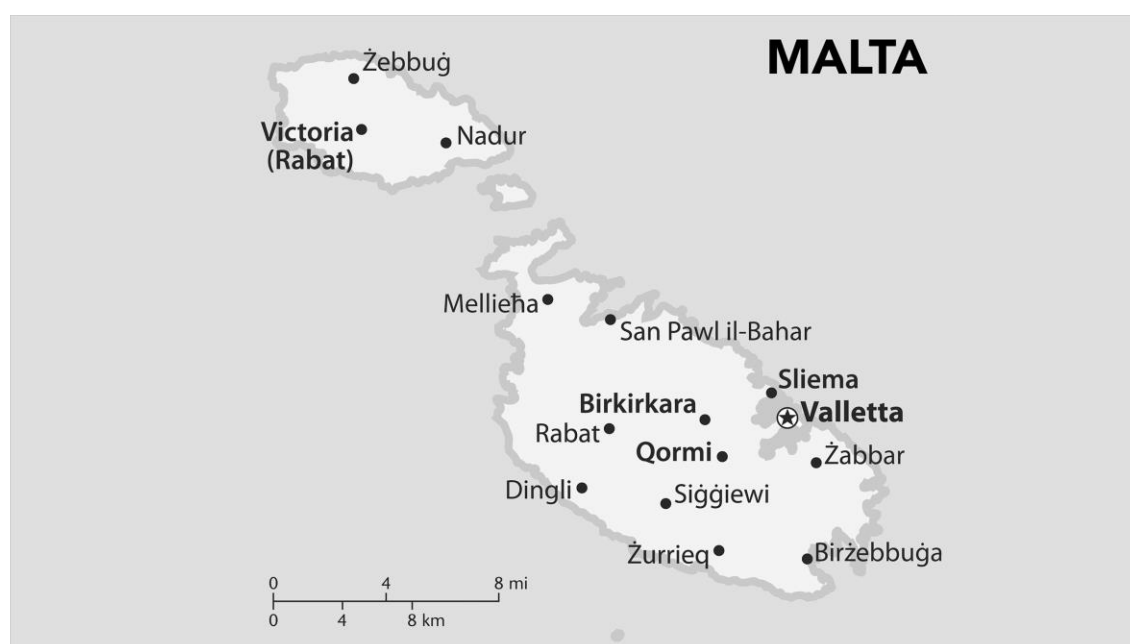 MALTA
Żebbuġ
Victoria
(Rabat)
Nadur
Mellieħa
San Pawl il-Bahar
Sliema
Birkirkara
Valletta
Rabat
Qormi
Żabbar
Dingli
Siġġiewi
Żurrieq
Birżebbuġa
0 4 8 mi
0 4 8 km